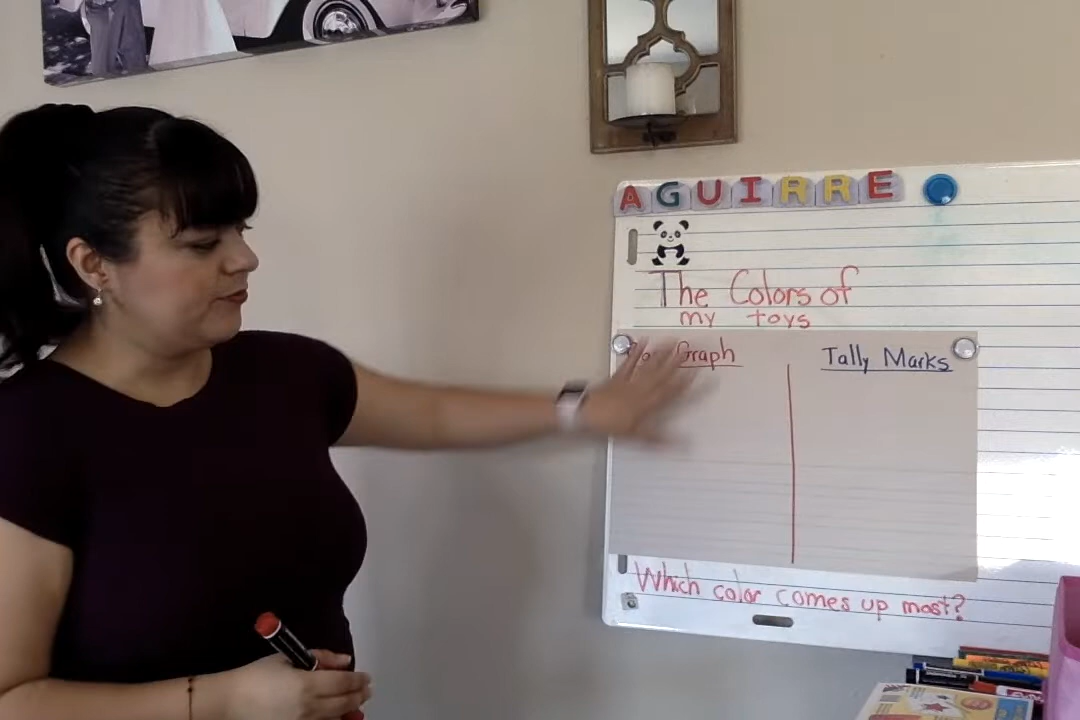 AGUIRRE
The Colors of
my toys
Graph
Tally Marks
Which color comes up most?